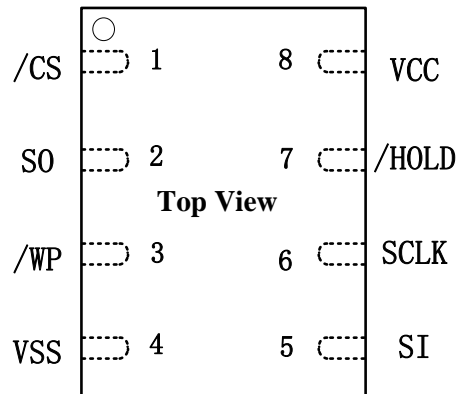 /CS 1 8 VCC
SO 2 7 /HOLD
Top View
/WP 3 6 SCLK
VSS 4 5 SI